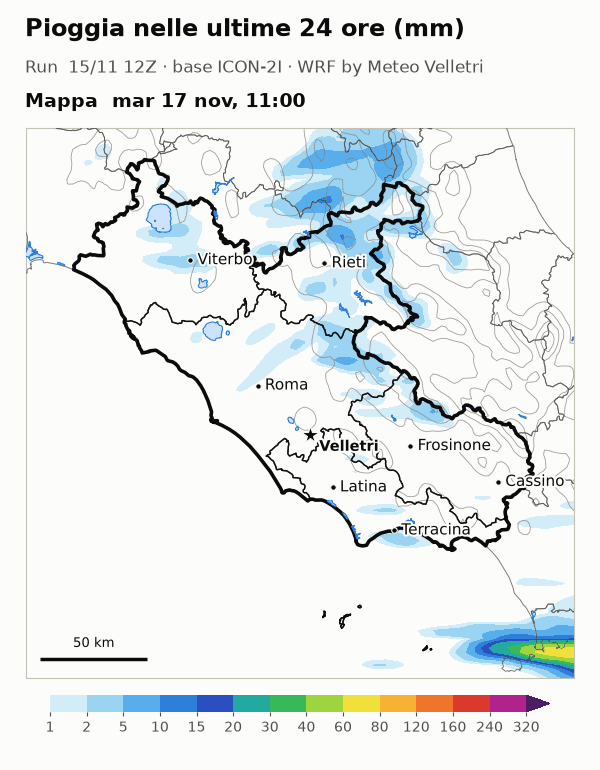 Pioggia nelle ultime 24 ore (mm)
Run  15/11 12Z · base ICON-2I · WRF by Meteo Velletri
Mappa  mar 17 nov, 11:00
Viterbo
Rieti
Roma
Velletri
Frosinone
Cassino
Latina
Terracina
50 km
1 2 5 10 15 20 30 40 60 80 120 160 240 320